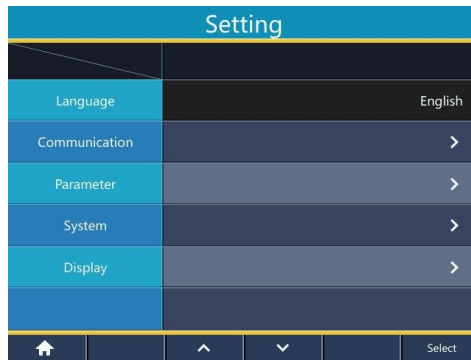 Setting
Language English
Communication
Parameter
System
Display
Select